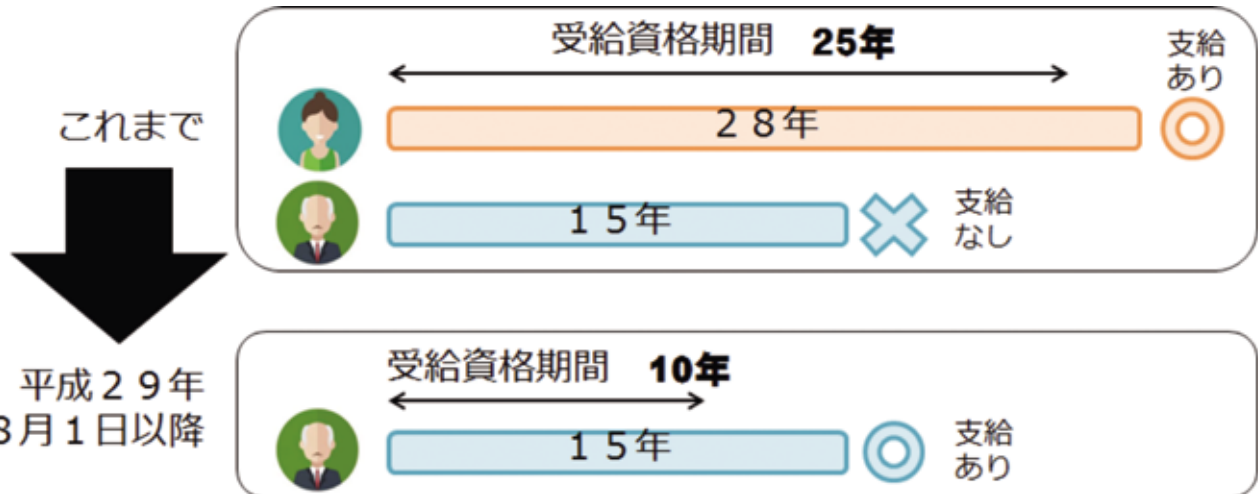 受給資格期間 25年
支給
あり
これまで
２８年
１５年
支給
なし
受給資格期間 10年
平成２９年
8月１日以降
１５年
支給
あり